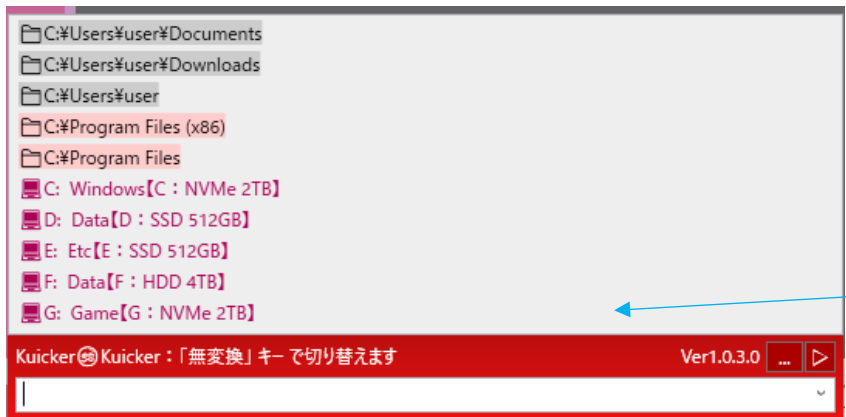 C:¥Users¥user¥Documents
C:¥Users¥user¥Downloads
C:¥Users¥user
C:¥Program Files (x86)
C:¥Program Files
C: Windows【C：NVMe 2TB】
D: Data【D：SSD 512GB】
E: Etc【E：SSD 512GB】
F: Data【F：HDD 4TB】
G: Game【G：NVMe 2TB】
Kuicker Kuicker：「無変換」キー で切り替えます Ver1.0.3.0 ...